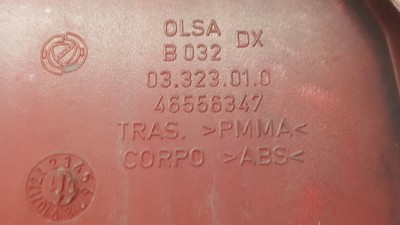 OLSA DX
B 032
03.323.01.0
46556347
TRAS. >PMMA<
CORPO >ABS<